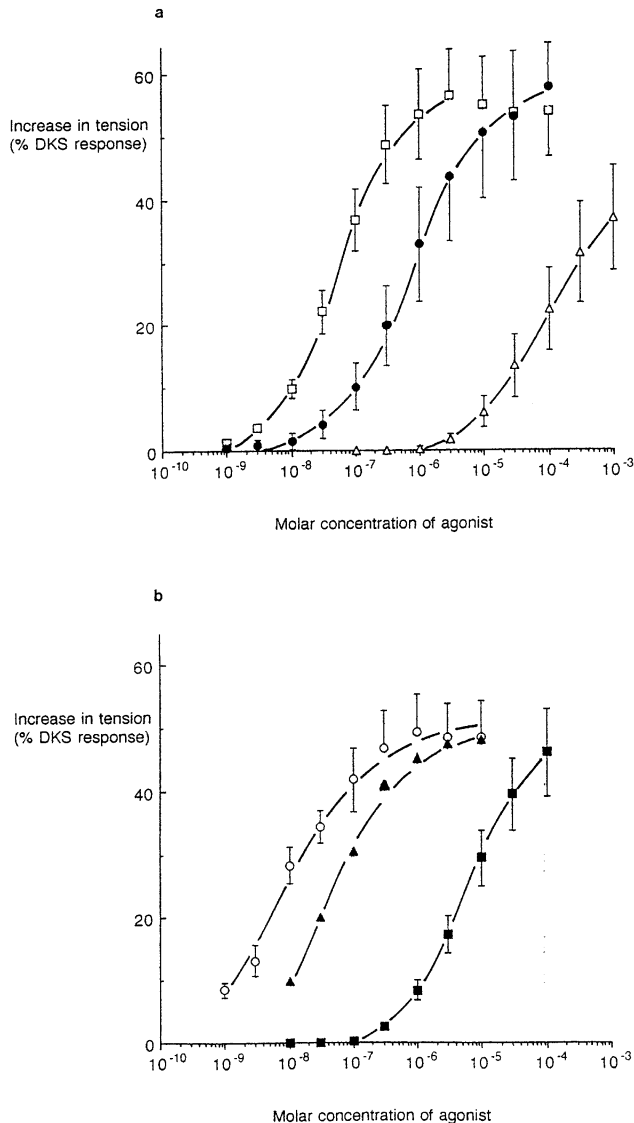 a
60
Increase in tension
(% DKS response)
40
20
0
10-10 10-9 10-8 10-7 10-6 10-5 10-4 10-3
Molar concentration of agonist
b
60
Increase in tension
(% DKS response)
40
20
0
10-10 10-9 10-8 10-7 10-6 10-5 10-4 10-3
Molar concentration of agonist